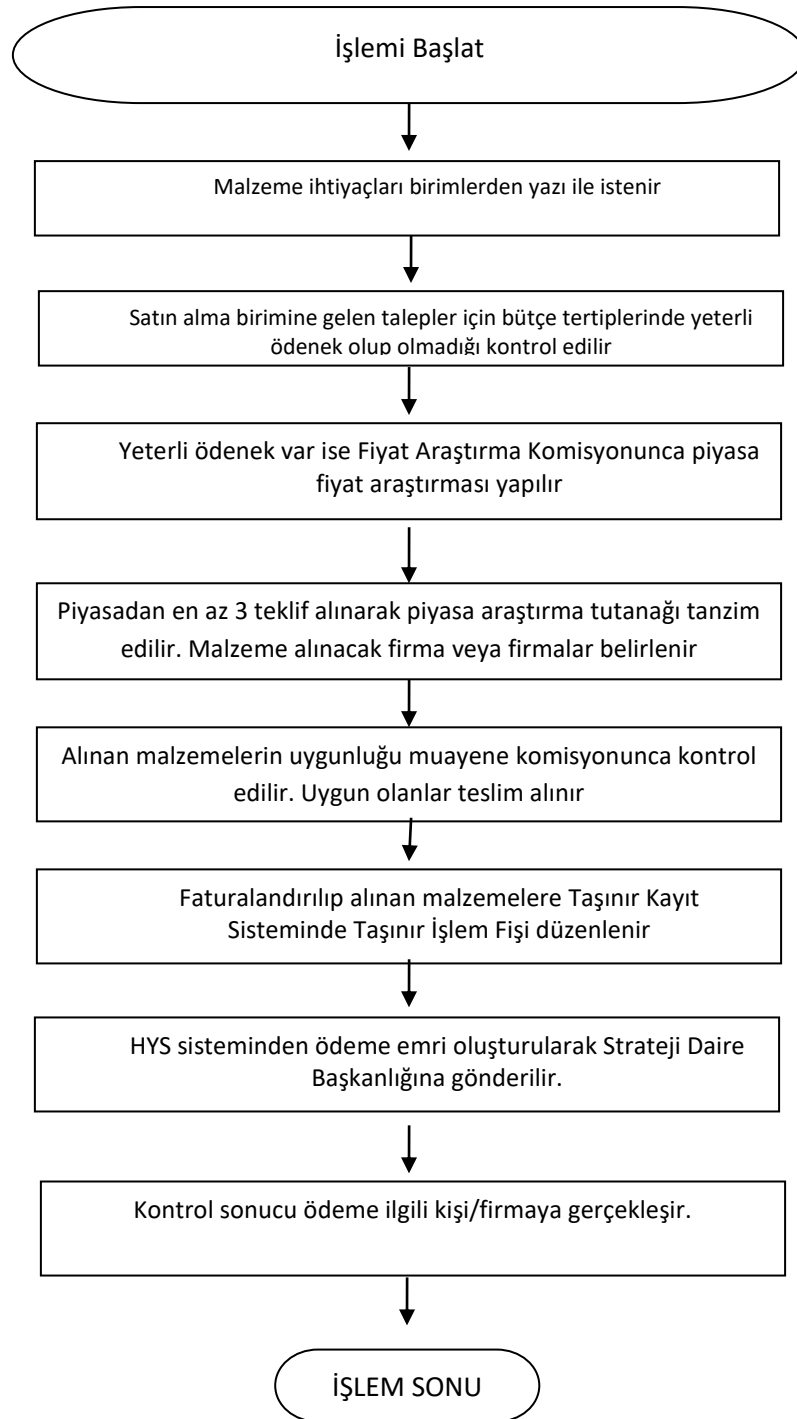 İşlemi Başlat
Malzeme ihtiyaçları birimlerden yazı ile istenir
Satın alma birimine gelen talepler için bütçe tertiplerinde yeterli
ödenek olup olmadığı kontrol edilir
Yeterli ödenek var ise Fiyat Araştırma Komisyonunca piyasa
fiyat araştırması yapılır
Piyasadan en az 3 teklif alınarak piyasa araştırma tutanağı tanzim
edilir. Malzeme alınacak firma veya firmalar belirlenir
Alınan malzemelerin uygunluğu muayene komisyonunca kontrol
edilir. Uygun olanlar teslim alınır
Faturalandırılıp alınan malzemelere Taşınır Kayıt
Sisteminde Taşınır İşlem Fişi düzenlenir
HYS sisteminden ödeme emri oluşturularak Strateji Daire
Başkanlığına gönderilir.
Kontrol sonucu ödeme ilgili kişi/firmaya gerçekleşir.
İŞLEM SONU